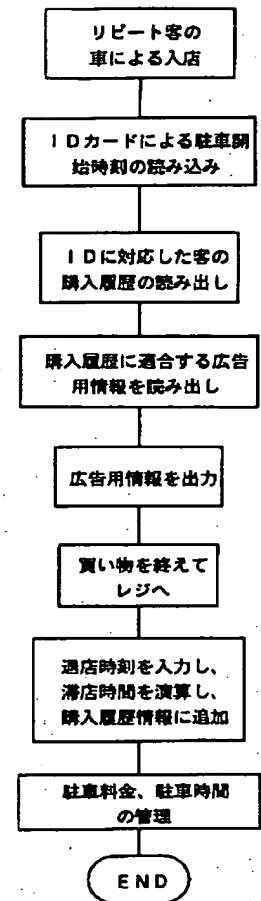 リピート客の
車による入店
IDカードによる駐車開
始時刻の読み込み
IDに対応した客の
購入履歴の読み出し
購入履歴に適合する広告
用情報を読み出し
広告用情報を出力
買い物を終えて
レジへ
退店時刻を入力し、
滞店時間を演算し、
購入履歴情報に追加
駐車料金、駐車時間
の管理
END